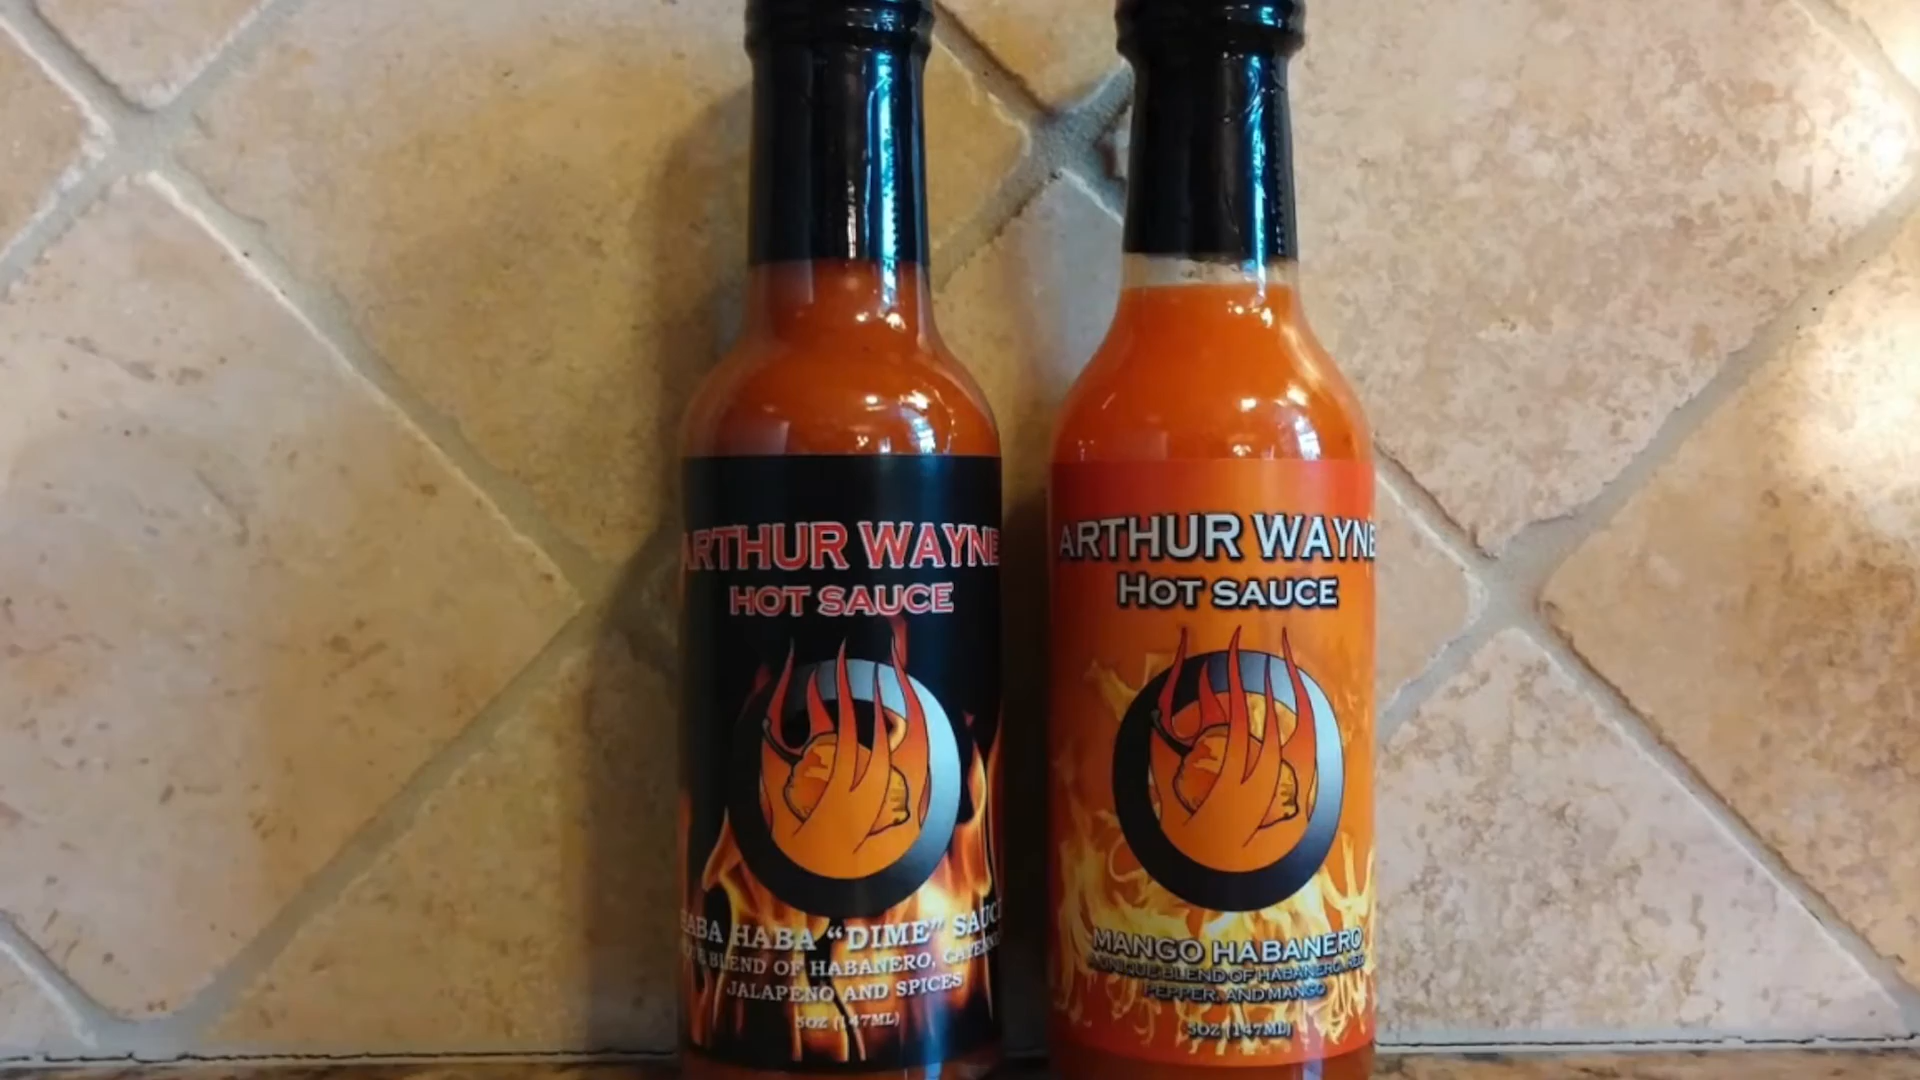 ARTHUR WAYNE
HOT SAUCE
HABA HABA “DIME” SAUCE
BLEND OF HABANERO, CAYENNE
JALAPENO AND SPICES
5OZ (147ML)
ARTHUR WAYNE
HOT SAUCE
MANGO HABANERO
A UNIQUE BLEND OF HABANERO, RED
PEPPER, AND MANGO
5OZ (147ML)